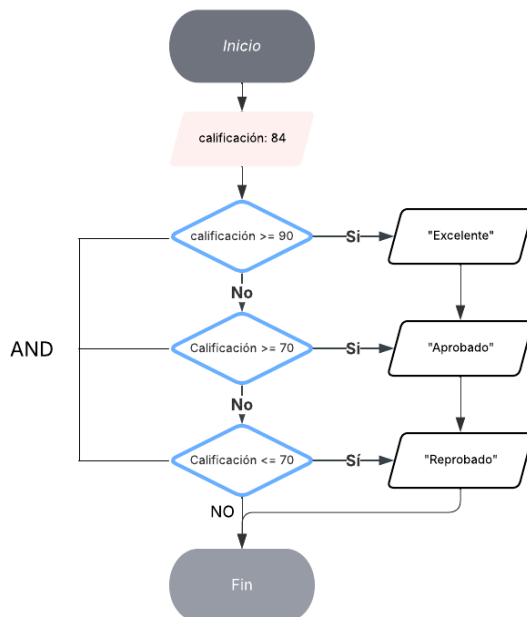 Inicio
calificación: 84
calificación >= 90
Si
"Excelente"
No
AND
Calificación >= 70
Si
"Aprobado"
No
Calificación <= 70
Sí
"Reprobado"
NO
Fin